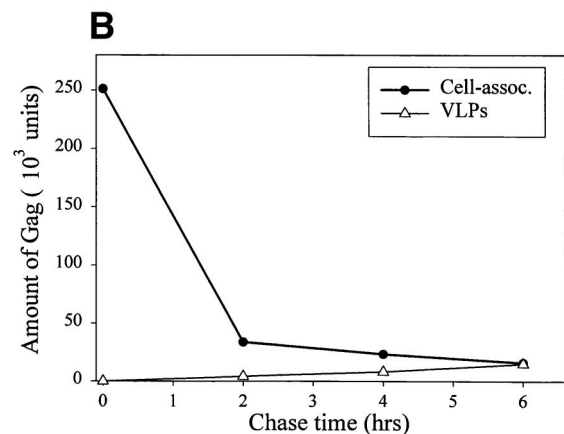 B
Cell-assoc.
VLPs
Amount of Gag ( 10³ units)
250
200
150
100
50
0
0 1 2 3 4 5 6
Chase time (hrs)